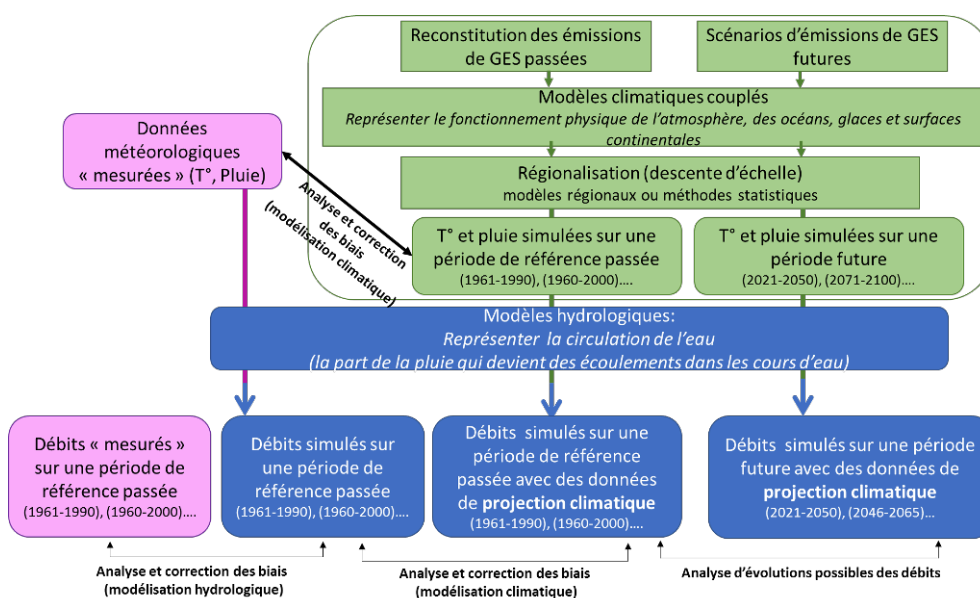 Reconstitution des émissions
de GES passées
Scénarios d'émissions de GES
futures
Modèles climatiques couplés
Représenter le fonctionnement physique de l'atmosphère, des océans, glaces et surfaces
continentales
Données
météorologiques
« mesurées » (T°, Pluie)
Régionalisation (descente d'échelle)
modèles régionaux ou méthodes statistiques
Analyse et correction
des biais
(modélisation climatique)
T° et pluie simulées sur une
période de référence passée
(1961-1990), (1960-2000)....
T° et pluie simulées sur une
période future
(2021-2050), (2071-2100)....
Modèles hydrologiques:
Représenter la circulation de l'eau
(la part de la pluie qui devient des écoulements dans les cours d'eau)
Débits « mesurés »
sur une période de
référence passée
(1961-1990), (1960-2000)....
Débits simulés sur
une période de
référence passée
(1961-1990), (1960-2000)....
Débits simulés sur une
période de référence
passée avec des données
de projection climatique
(1961-1990), (1960-2000)....
Débits simulés sur une période
future avec des données de
projection climatique
(2021-2050), (2046-2065)...
Analyse et correction des biais
(modélisation hydrologique)
Analyse et correction des biais
(modélisation climatique)
Analyse d'évolutions possibles des débits